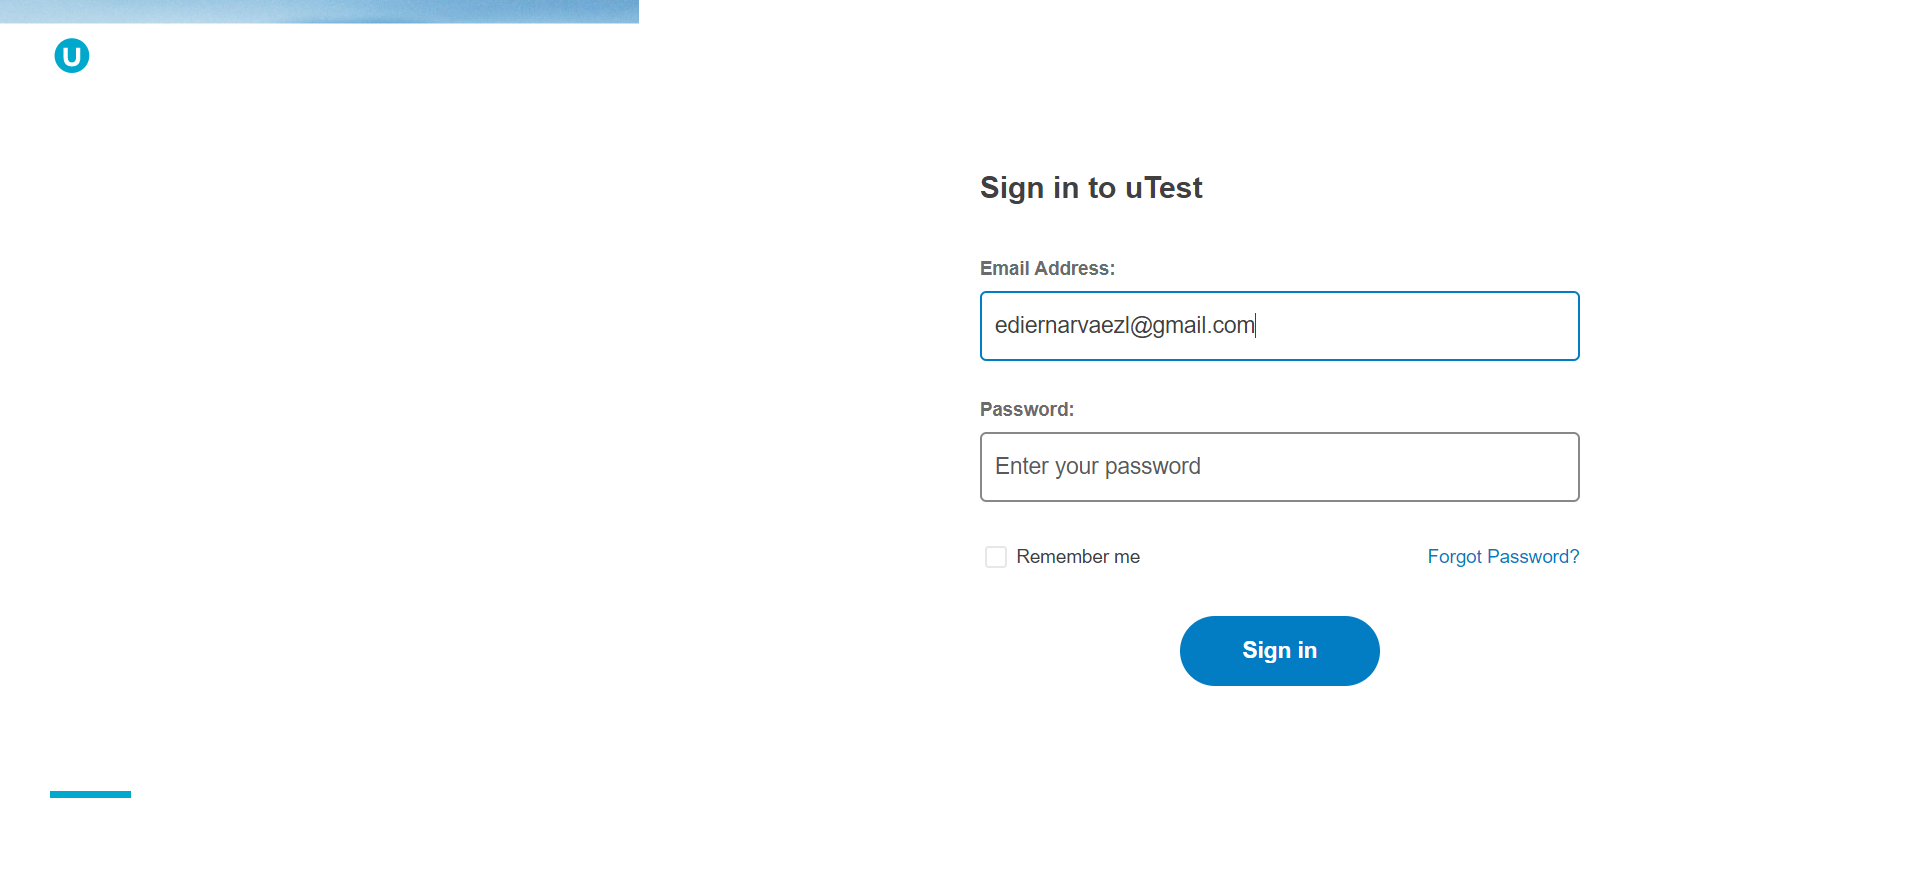 U
Sign in to uTest
Email Address:
ediernarvaezl@gmail.com
Password:
Enter your password
Remember me
Forgot Password?
Sign in